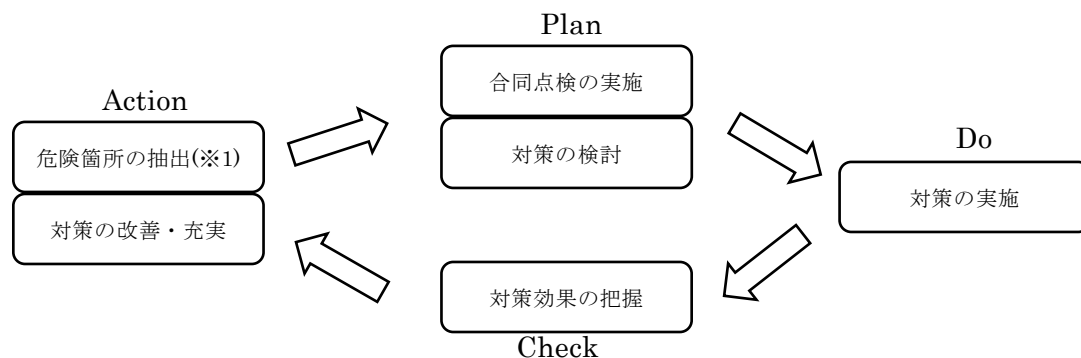 Plan
合同点検の実施
対策の検討
Action
危険箇所の抽出(※1)
対策の改善・充実
Do
対策の実施
対策効果の把握
Check